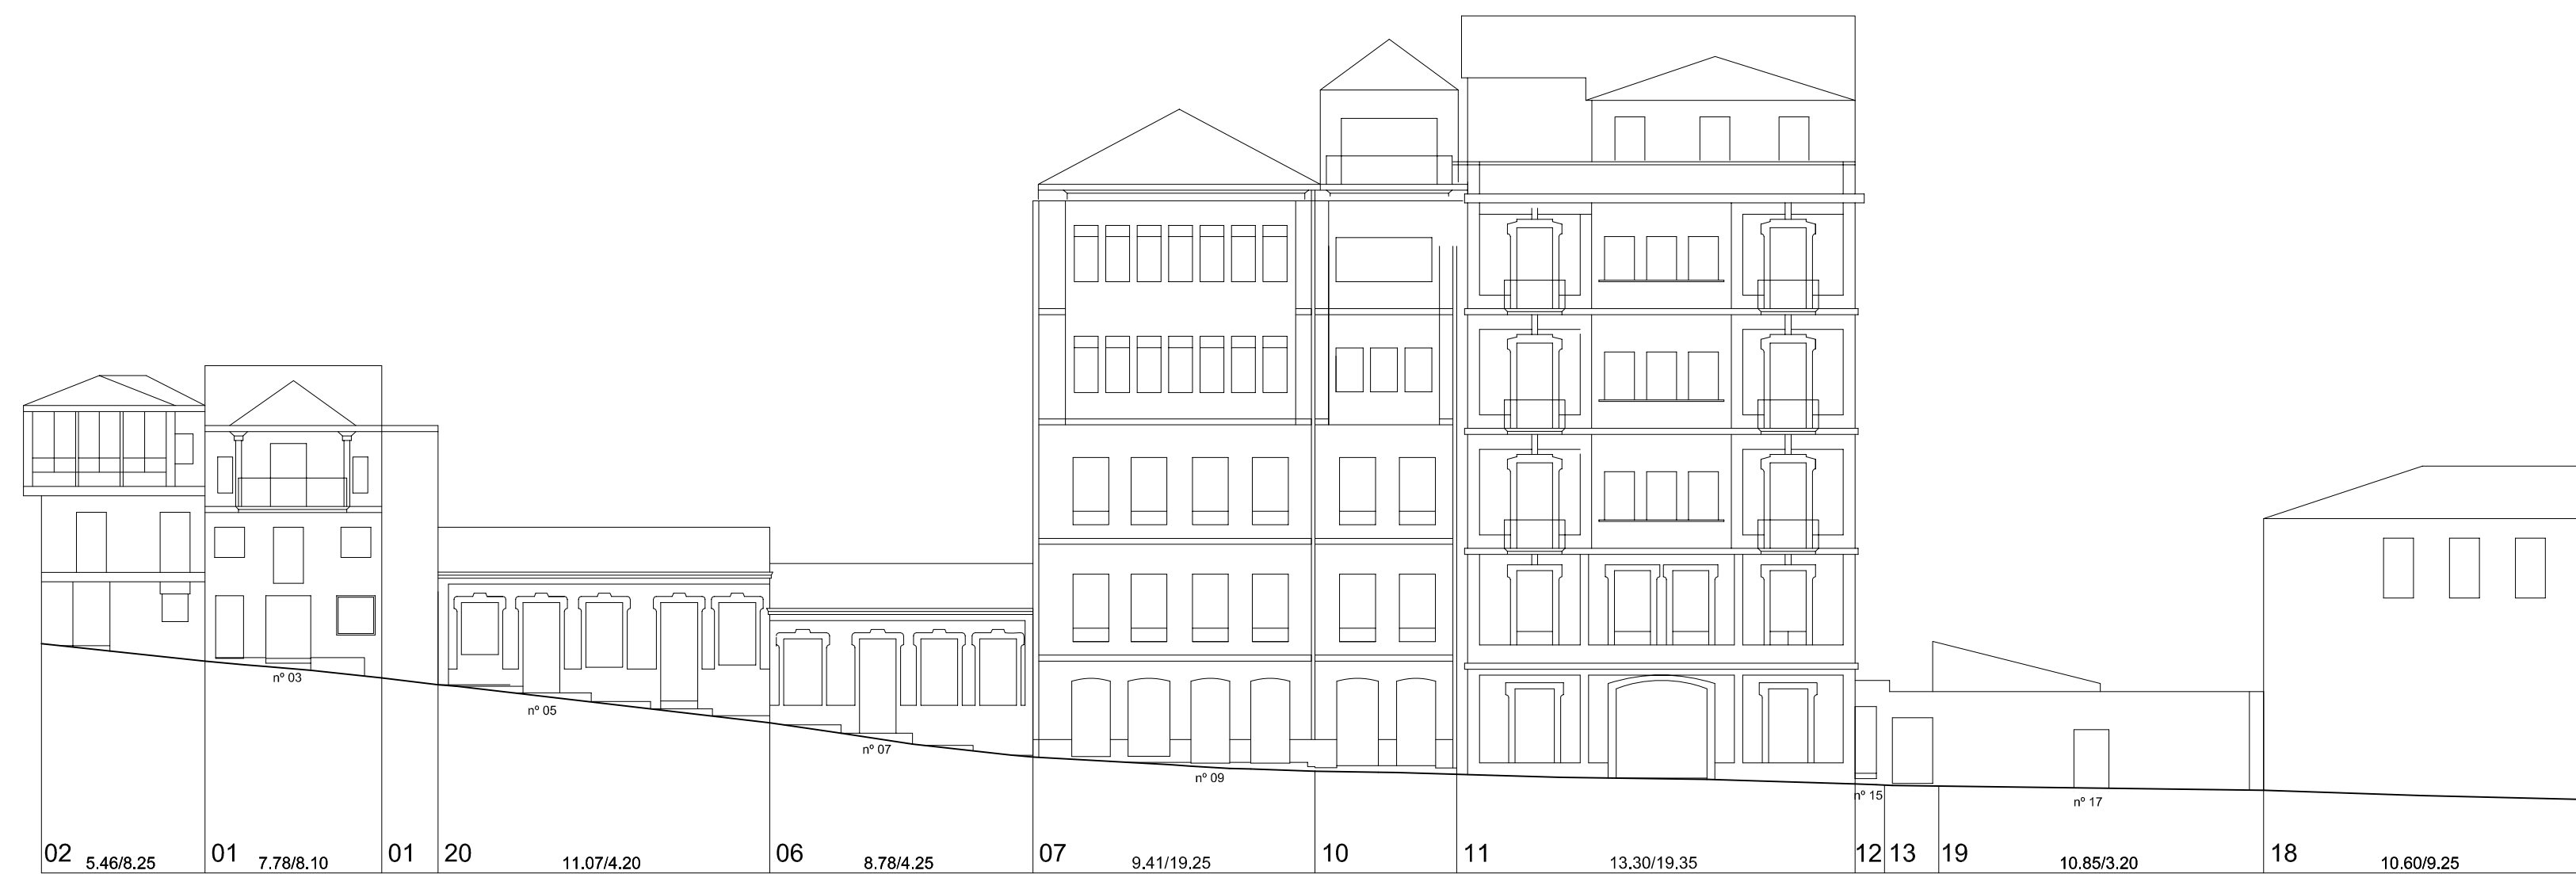 nº 03
nº 05
nº 07
nº 09
nº 15
nº 17
02 5.46/8.25
01 7.78/8.10
01
20 11.07/4.20
06 8.78/4.25
07 9.41/19.25
10
11 13.30/19.35
12
13
19 10.85/3.20
18 10.60/9.25